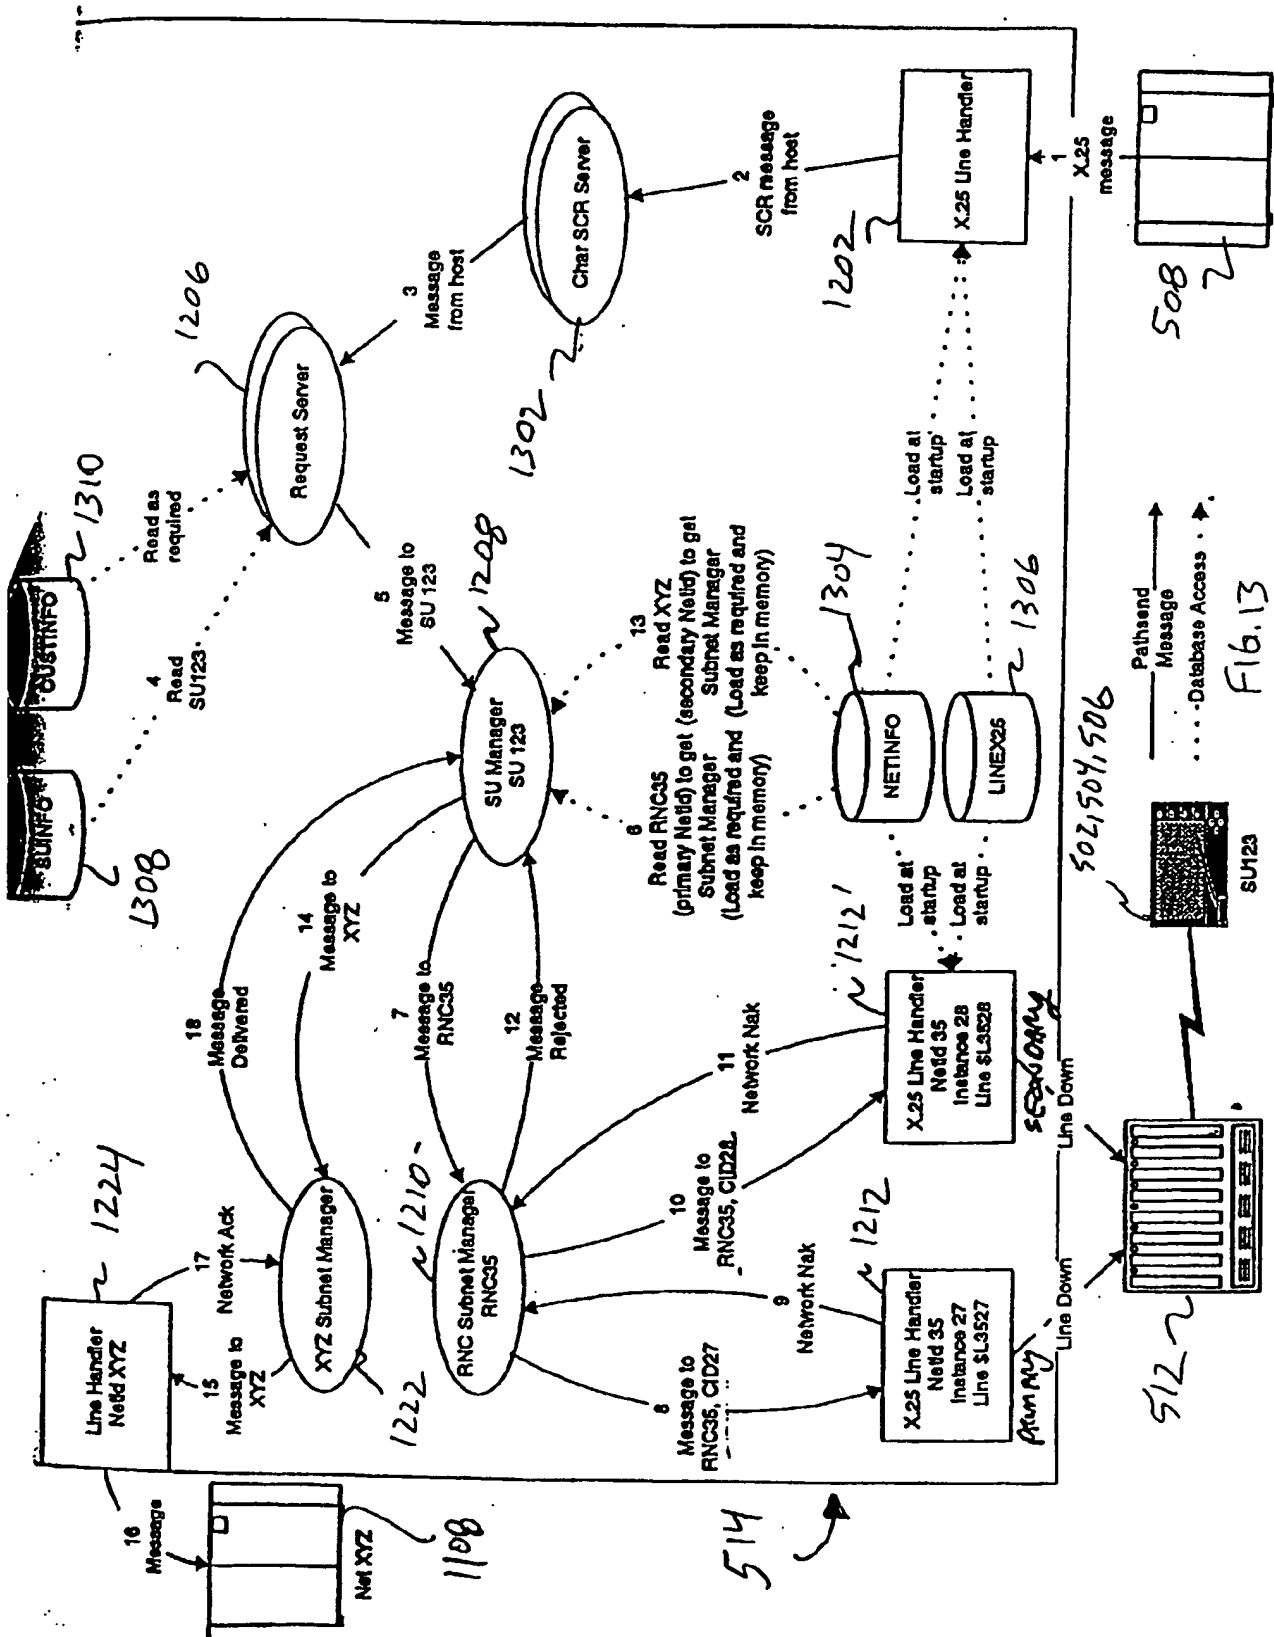 16
Message
Net XYZ
1108
Line Handler
NetId XYZ
1224
15
Message to
XYZ
17
Network Ack
XYZ Subnet Manager
1222
18
Message
Delivered
14
Message to
XYZ
SUINFO
1308
CUSTINFO
1310
4
Read
SU123
Read as
required
Request Server
1206
3
Message
from host
5
Message to
SU 123
SU Manager
SU 123
1208
Char SCR Server
1302
2
SCR message
from host
RNC Subnet Manager
RNC35
1210
7
Message to
RNC35
12
Message
Rejected
8
Message to
RNC35, CID27
9
Network Nak
10
Message to
RNC35, CID28
11
Network Nak
6
Read RNC35
(primary NetId) to get
Subnet Manager
(Load as required and
keep in memory)
13
Read XYZ
(secondary NetId) to get
Subnet Manager
(Load as required and
keep in memory)
NETINFO
1304
LINEX25
1306
Load at
startup
Load at
startup
Load at
startup
Load at
startup
X.25 Line Handler
1202
X.25 Line Handler
NetId 35
Instance 27
Line $L3527
1212
PRIMARY
X.25 Line Handler
NetId 35
Instance 28
Line $L3528
1212'
SECONDARY
Line Down
Line Down
1
X.25
message
508
514
512
502, 504, 506
SU123
Pathsend
Message
Database Access
FIG. 13